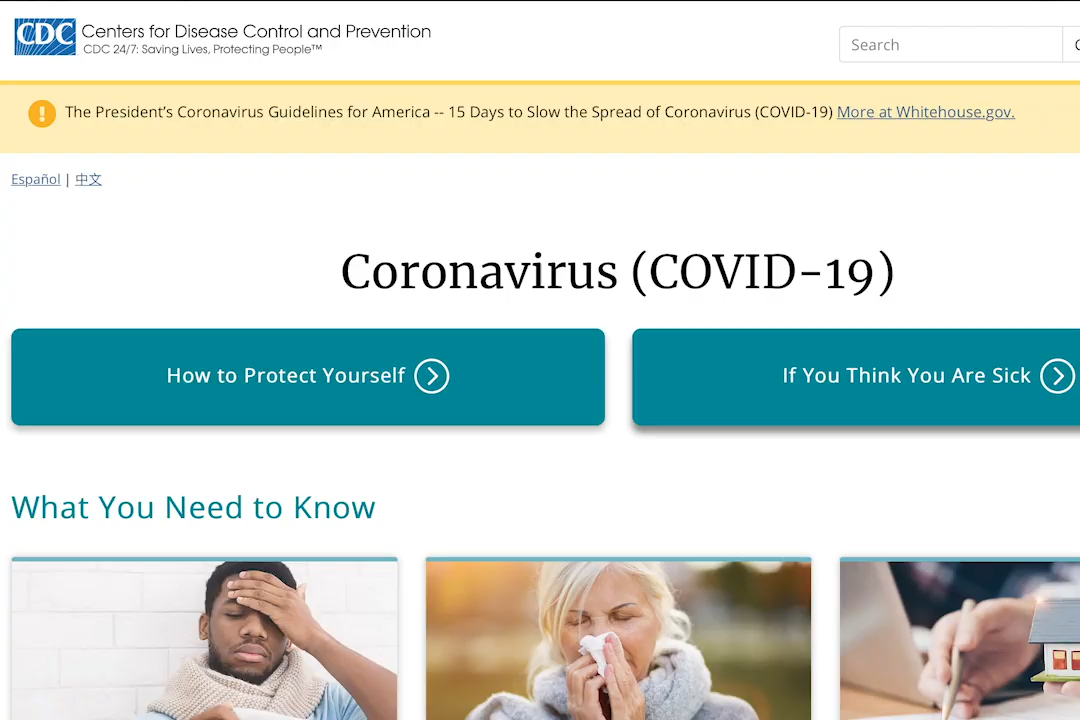 CDC Centers for Disease Control and Prevention
CDC 24/7: Saving Lives, Protecting People™
Search
The President's Coronavirus Guidelines for America -- 15 Days to Slow the Spread of Coronavirus (COVID-19) More at Whitehouse.gov.
Español | 中文
Coronavirus (COVID-19)
How to Protect Yourself
If You Think You Are Sick
What You Need to Know